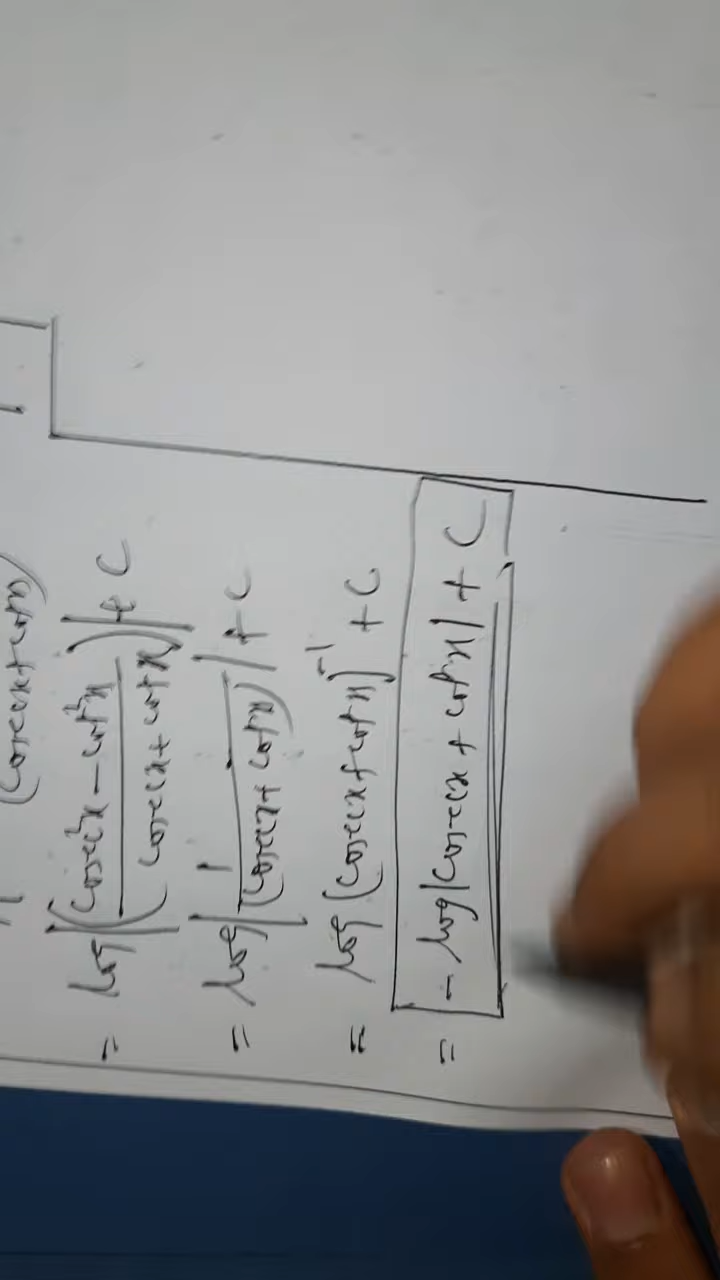 (cosecx + cotx)
= log |(cosec²x - cot²x / cosecx + cotx)| + C
= log |1 / (cosecx + cotx)| + C
= log (cosecx + cotx)⁻¹ + C
= - log |cosecx + cotx| + C